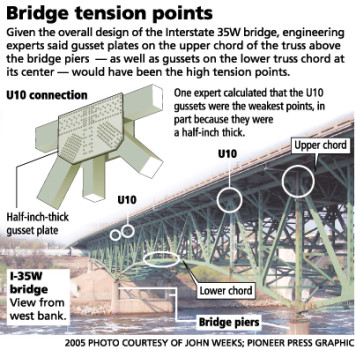 Bridge tension points
Given the overall design of the Interstate 35W bridge, engineering
experts said gusset plates on the upper chord of the truss above
the bridge piers — as well as gussets on the lower truss chord at
its center — would have been the high tension points.
U10 connection
One expert calculated that the U10
gussets were the weakest points, in
part because they were
a half-inch thick.
Upper chord
U10
U10
Half-inch-thick
gusset plate
I-35W
bridge
View from
west bank.
Lower chord
Bridge piers
2005 PHOTO COURTESY OF JOHN WEEKS; PIONEER PRESS GRAPHIC